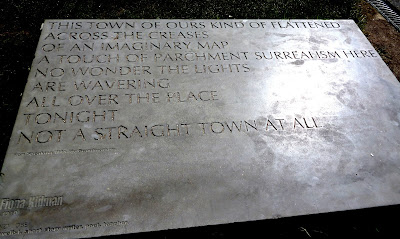 THIS TOWN OF OURS KIND OF FLATTENED
ACROSS THE CREASES
OF AN IMAGINARY MAP
A TOUCH OF PARCHMENT SURREALISM HERE
NO WONDER THE LIGHTS
ARE WAVERING
ALL OVER THE PLACE
TONIGHT
NOT A STRAIGHT TOWN AT ALL
Fiona Kidman